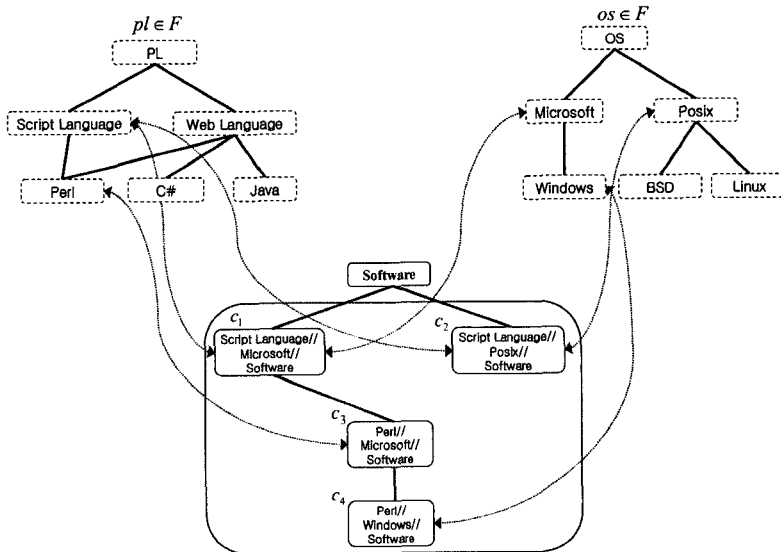 pl ∈ F
os ∈ F
PL
OS
Script Language
Web Language
Microsoft
Posix
Perl
C#
Java
Windows
BSD
Linux
Software
c₁
c₂
Script Language//
Microsoft//
Software
Script Language//
Posix//
Software
c₃
Perl//
Microsoft//
Software
c₄
Perl//
Windows//
Software